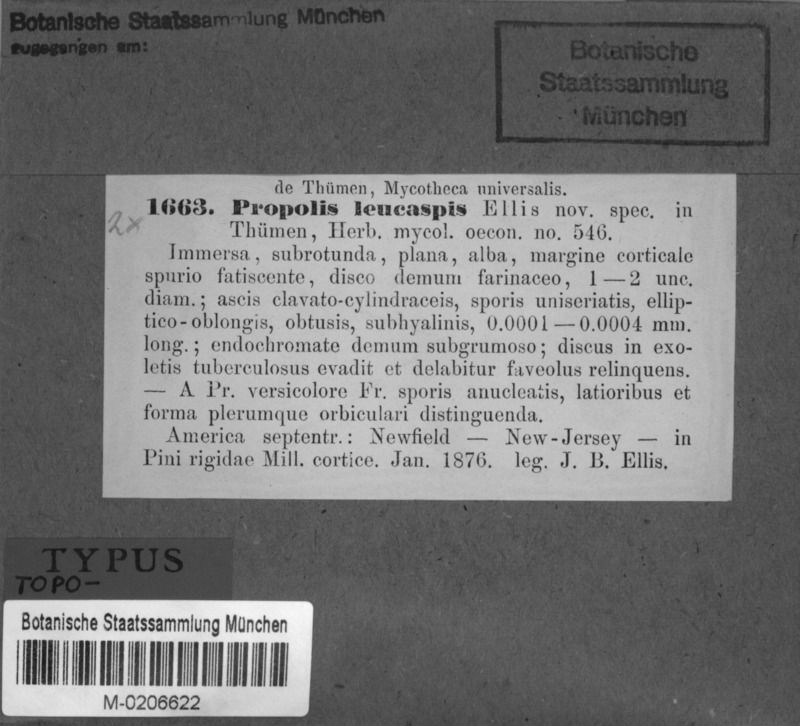 Botanische Staatssammlung München
zugegangen am:
Botanische
Staatssammlung
München
de Thümen, Mycotheca universalis.
2x
1663. Propolis leucaspis Ellis nov. spec. in
Thümen, Herb. mycol. oecon. no. 546.
Immersa, subrotunda, plana, alba, margine corticale
spurio fatiscente, disco demum farinaceo, 1—2 unc.
diam.; ascis clavato-cylindraceis, sporis uniseriatis, ellip-
tico-oblongis, obtusis, subhyalinis, 0.0001—0.0004 mm.
long.; endochromate demum subgrumoso; discus in exo-
letis tuberculosus evadit et delabitur faveolus relinquens.
— A Pr. versicolore Fr. sporis anucleatis, latioribus et
forma plerumque orbiculari distinguenda.
America septentr.: Newfield — New-Jersey — in
Pini rigidae Mill. cortice. Jan. 1876. leg. J. B. Ellis.
TYPUS
TOPO-
Botanische Staatssammlung München
M-0206622